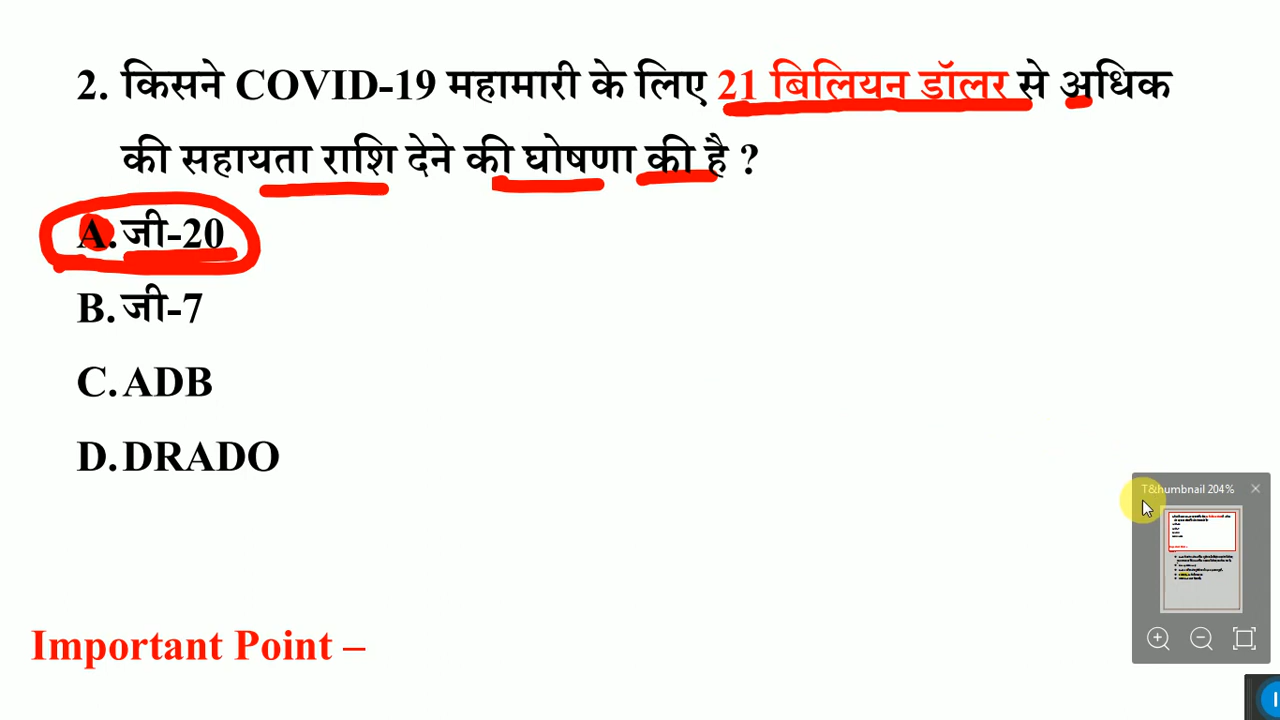 2. किसने COVID-19 महामारी के लिए 21 बिलियन डॉलर से अधिक
की सहायता राशि देने की घोषणा की है ?
A. जी-20
B. जी-7
C. ADB
D. DRADO
T&humbnail 204%
Important Point –